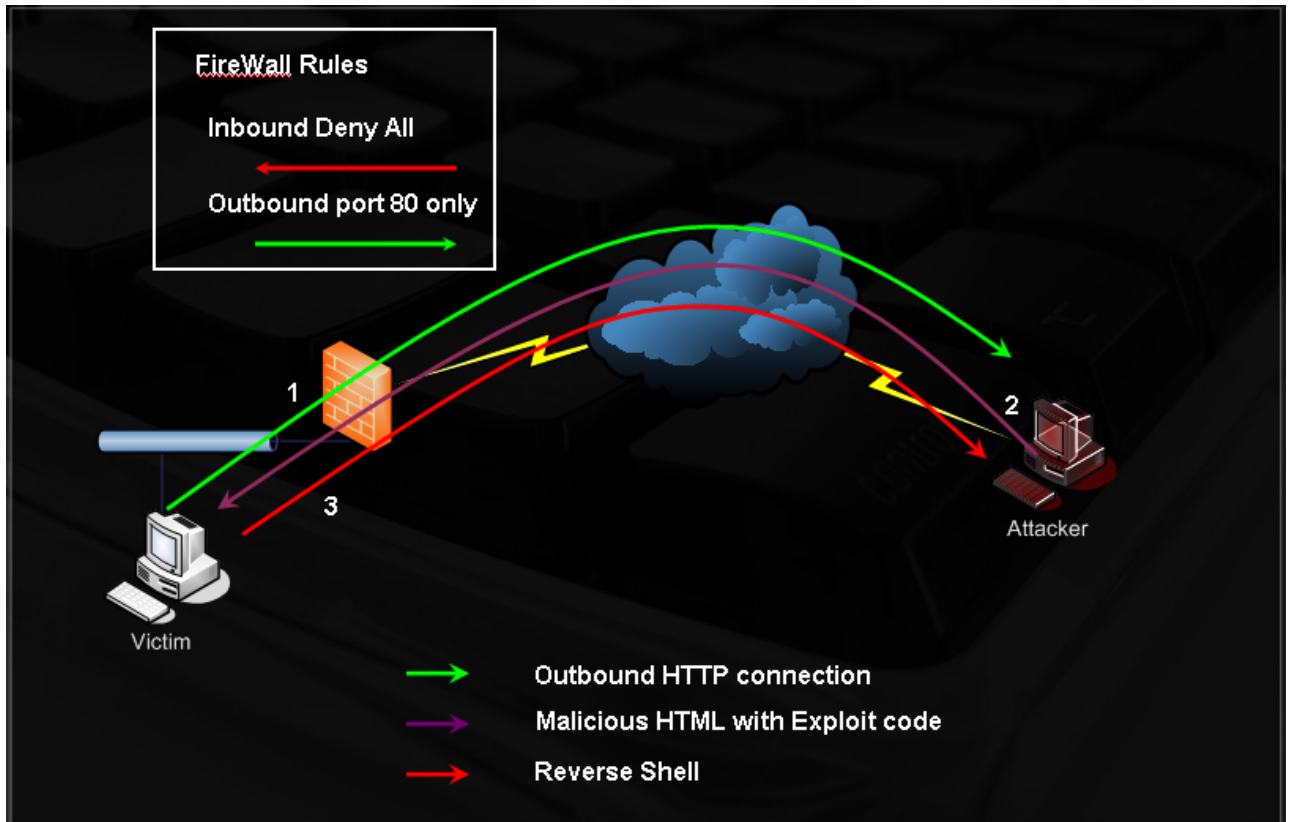 FireWall Rules
Inbound Deny All
Outbound port 80 only
1
2
3
Attacker
Victim
Outbound HTTP connection
Malicious HTML with Exploit code
Reverse Shell